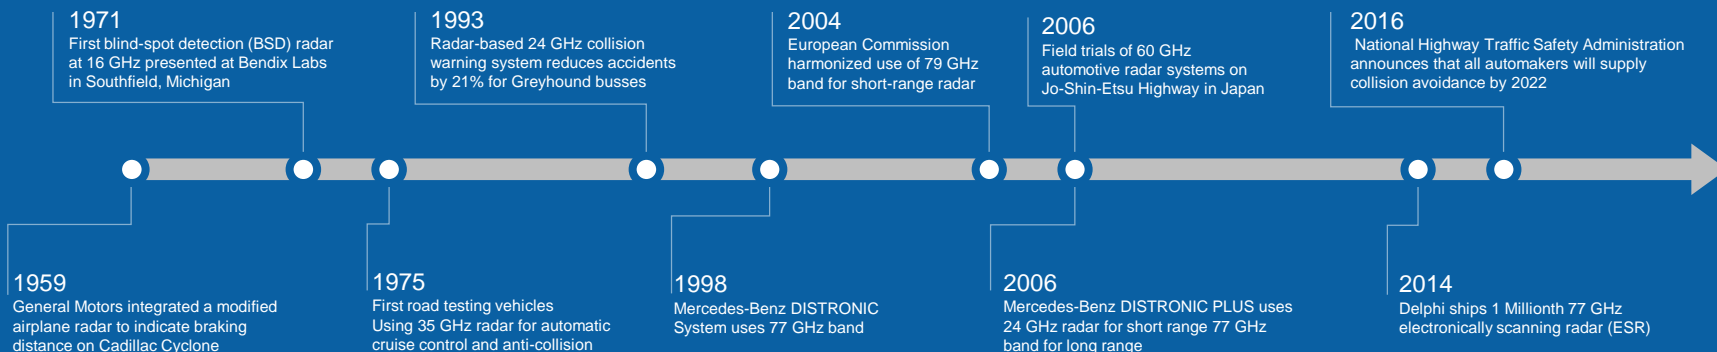 1971
First blind-spot detection (BSD) radar
at 16 GHz presented at Bendix Labs
in Southfield, Michigan
1993
Radar-based 24 GHz collision
warning system reduces accidents
by 21% for Greyhound busses
2004
European Commission
harmonized use of 79 GHz
band for short-range radar
2006
Field trials of 60 GHz
automotive radar systems on
Jo-Shin-Etsu Highway in Japan
2016
National Highway Traffic Safety Administration
announces that all automakers will supply
collision avoidance by 2022
1959
General Motors integrated a modified
airplane radar to indicate braking
distance on Cadillac Cyclone
1975
First road testing vehicles
Using 35 GHz radar for automatic
cruise control and anti-collision
1998
Mercedes-Benz DISTRONIC
System uses 77 GHz band
2006
Mercedes-Benz DISTRONIC PLUS uses
24 GHz radar for short range 77 GHz
band for long range
2014
Delphi ships 1 Millionth 77 GHz
electronically scanning radar (ESR)